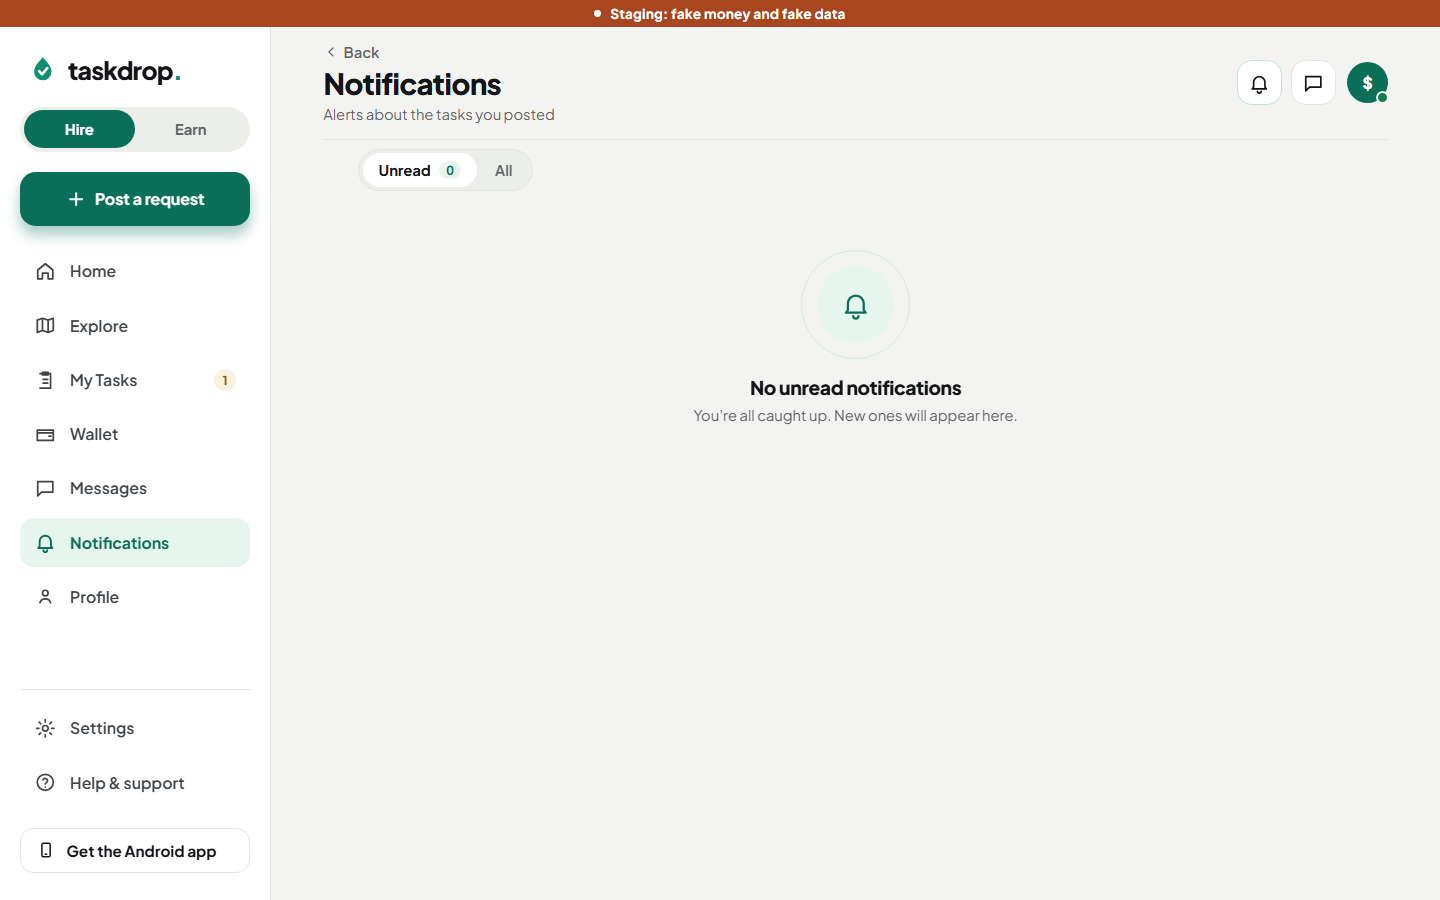 Staging: fake money and fake data
taskdrop.
Hire
Earn
Post a request
Home
Explore
My Tasks
1
Wallet
Messages
Notifications
Profile
Settings
Help & support
Get the Android app
Back
Notifications
Alerts about the tasks you posted
$
Unread 0
All
No unread notifications
You're all caught up. New ones will appear here.